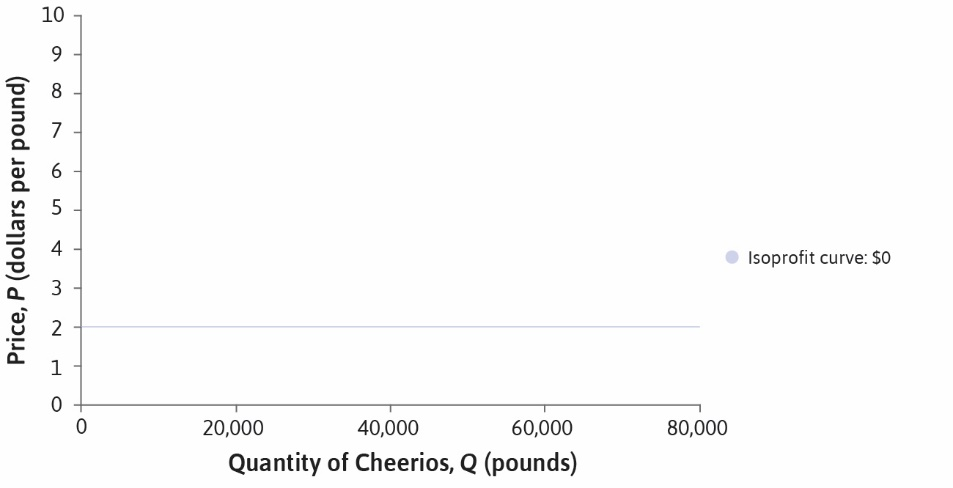 10
9
8
7
6
5
4
3
2
1
0
Price, P (dollars per pound)
Isoprofit curve: $0
0 20,000 40,000 60,000 80,000
Quantity of Cheerios, Q (pounds)